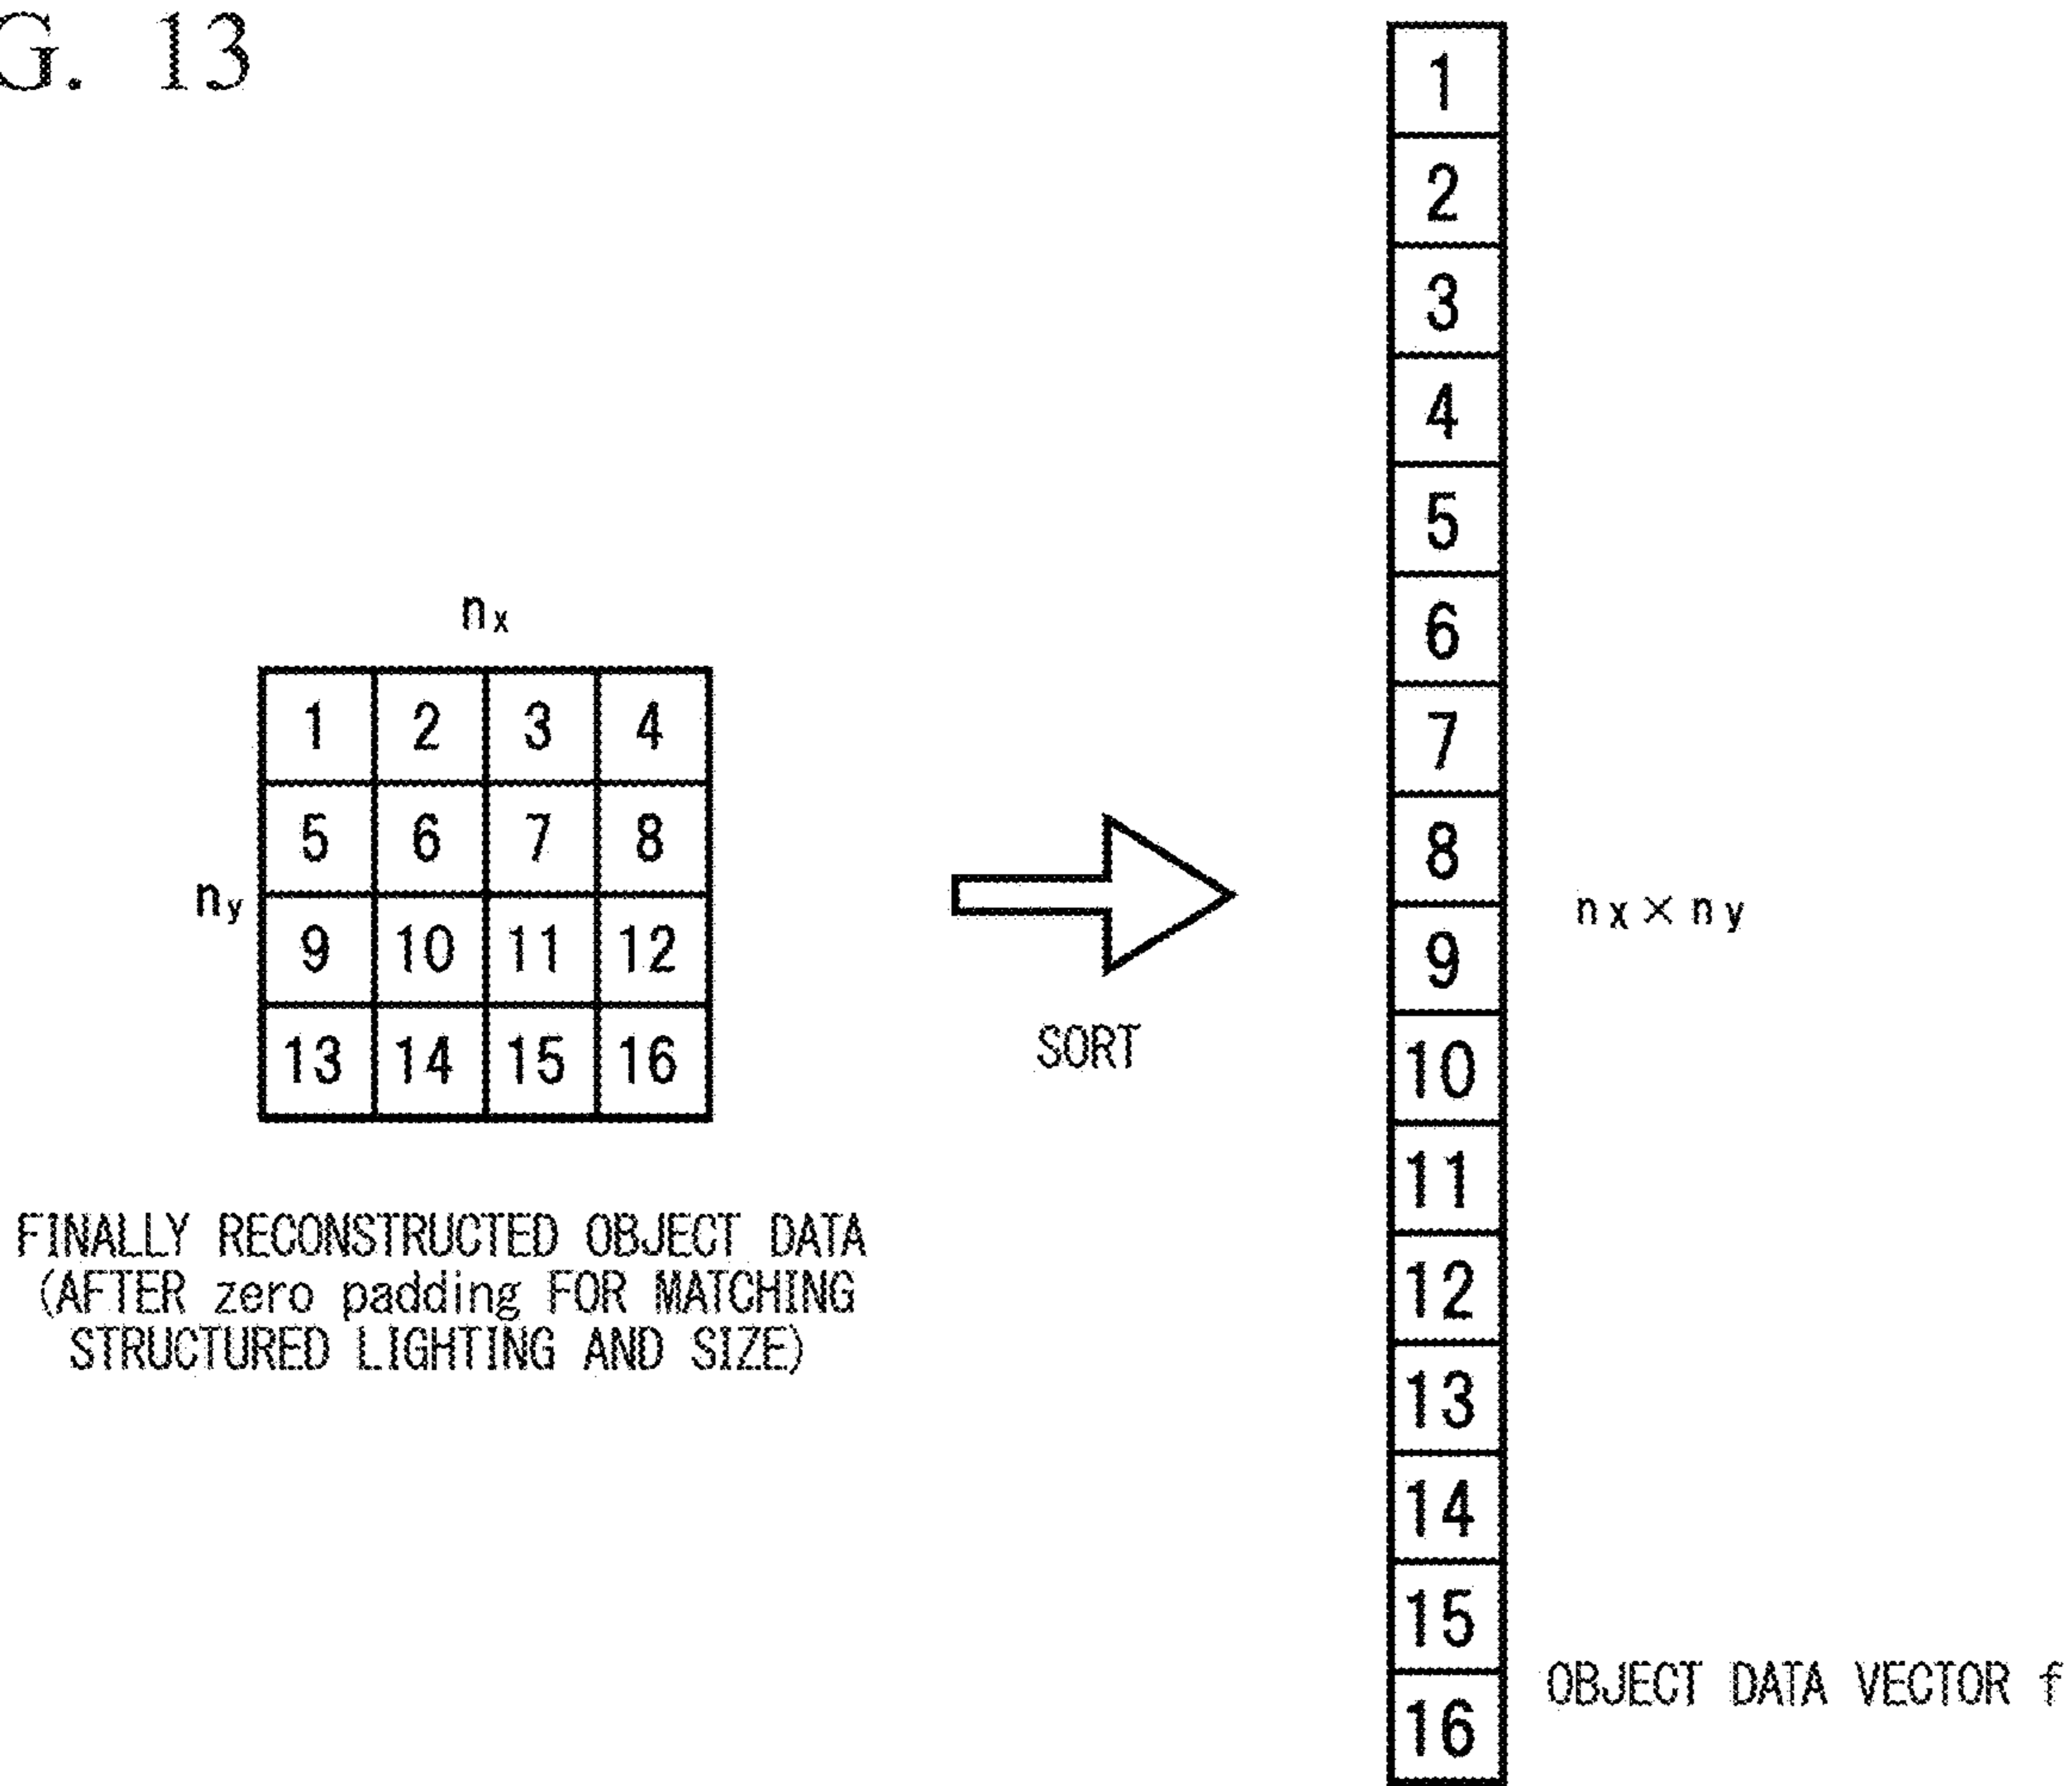 G. 13
nx
1 2 3 4
5 6 7 8
ny
9 10 11 12
13 14 15 16
FINALLY RECONSTRUCTED OBJECT DATA
(AFTER zero padding FOR MATCHING
STRUCTURED LIGHTING AND SIZE)
SORT
1
2
3
4
5
6
7
8
9
10
11
12
13
14
15
16
nx×ny
OBJECT DATA VECTOR f